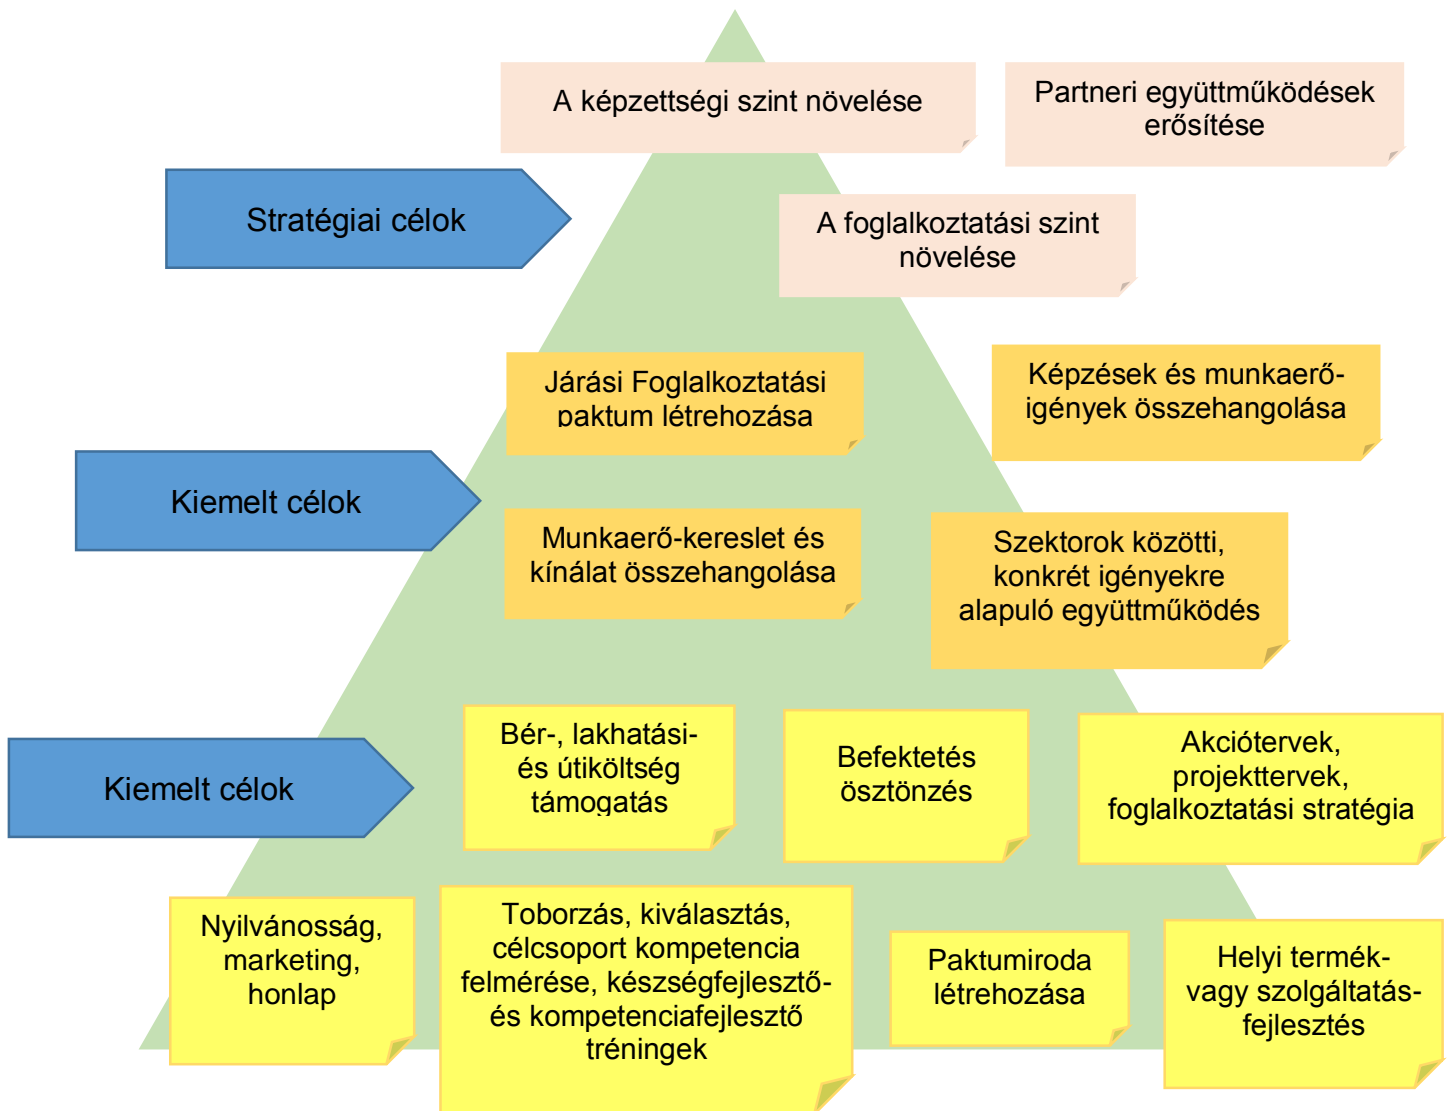 A képzettségi szint növelése
Partneri együttműködések
erősítése
Stratégiai célok
A foglalkoztatási szint
növelése
Járási Foglalkoztatási
paktum létrehozása
Képzések és munkaerő-
igények összehangolása
Kiemelt célok
Munkaerő-kereslet és
kínálat összehangolása
Szektorok közötti,
konkrét igényekre
alapuló együttműködés
Bér-, lakhatási-
és útiköltség
támogatás
Befektetés
ösztönzés
Akciótervek,
projekttervek,
foglalkoztatási stratégia
Kiemelt célok
Nyilvánosság,
marketing,
honlap
Toborzás, kiválasztás,
célcsoport kompetencia
felmérése, készségfejlesztő-
és kompetenciafejlesztő
tréningek
Paktumiroda
létrehozása
Helyi termék-
vagy szolgáltatás-
fejlesztés